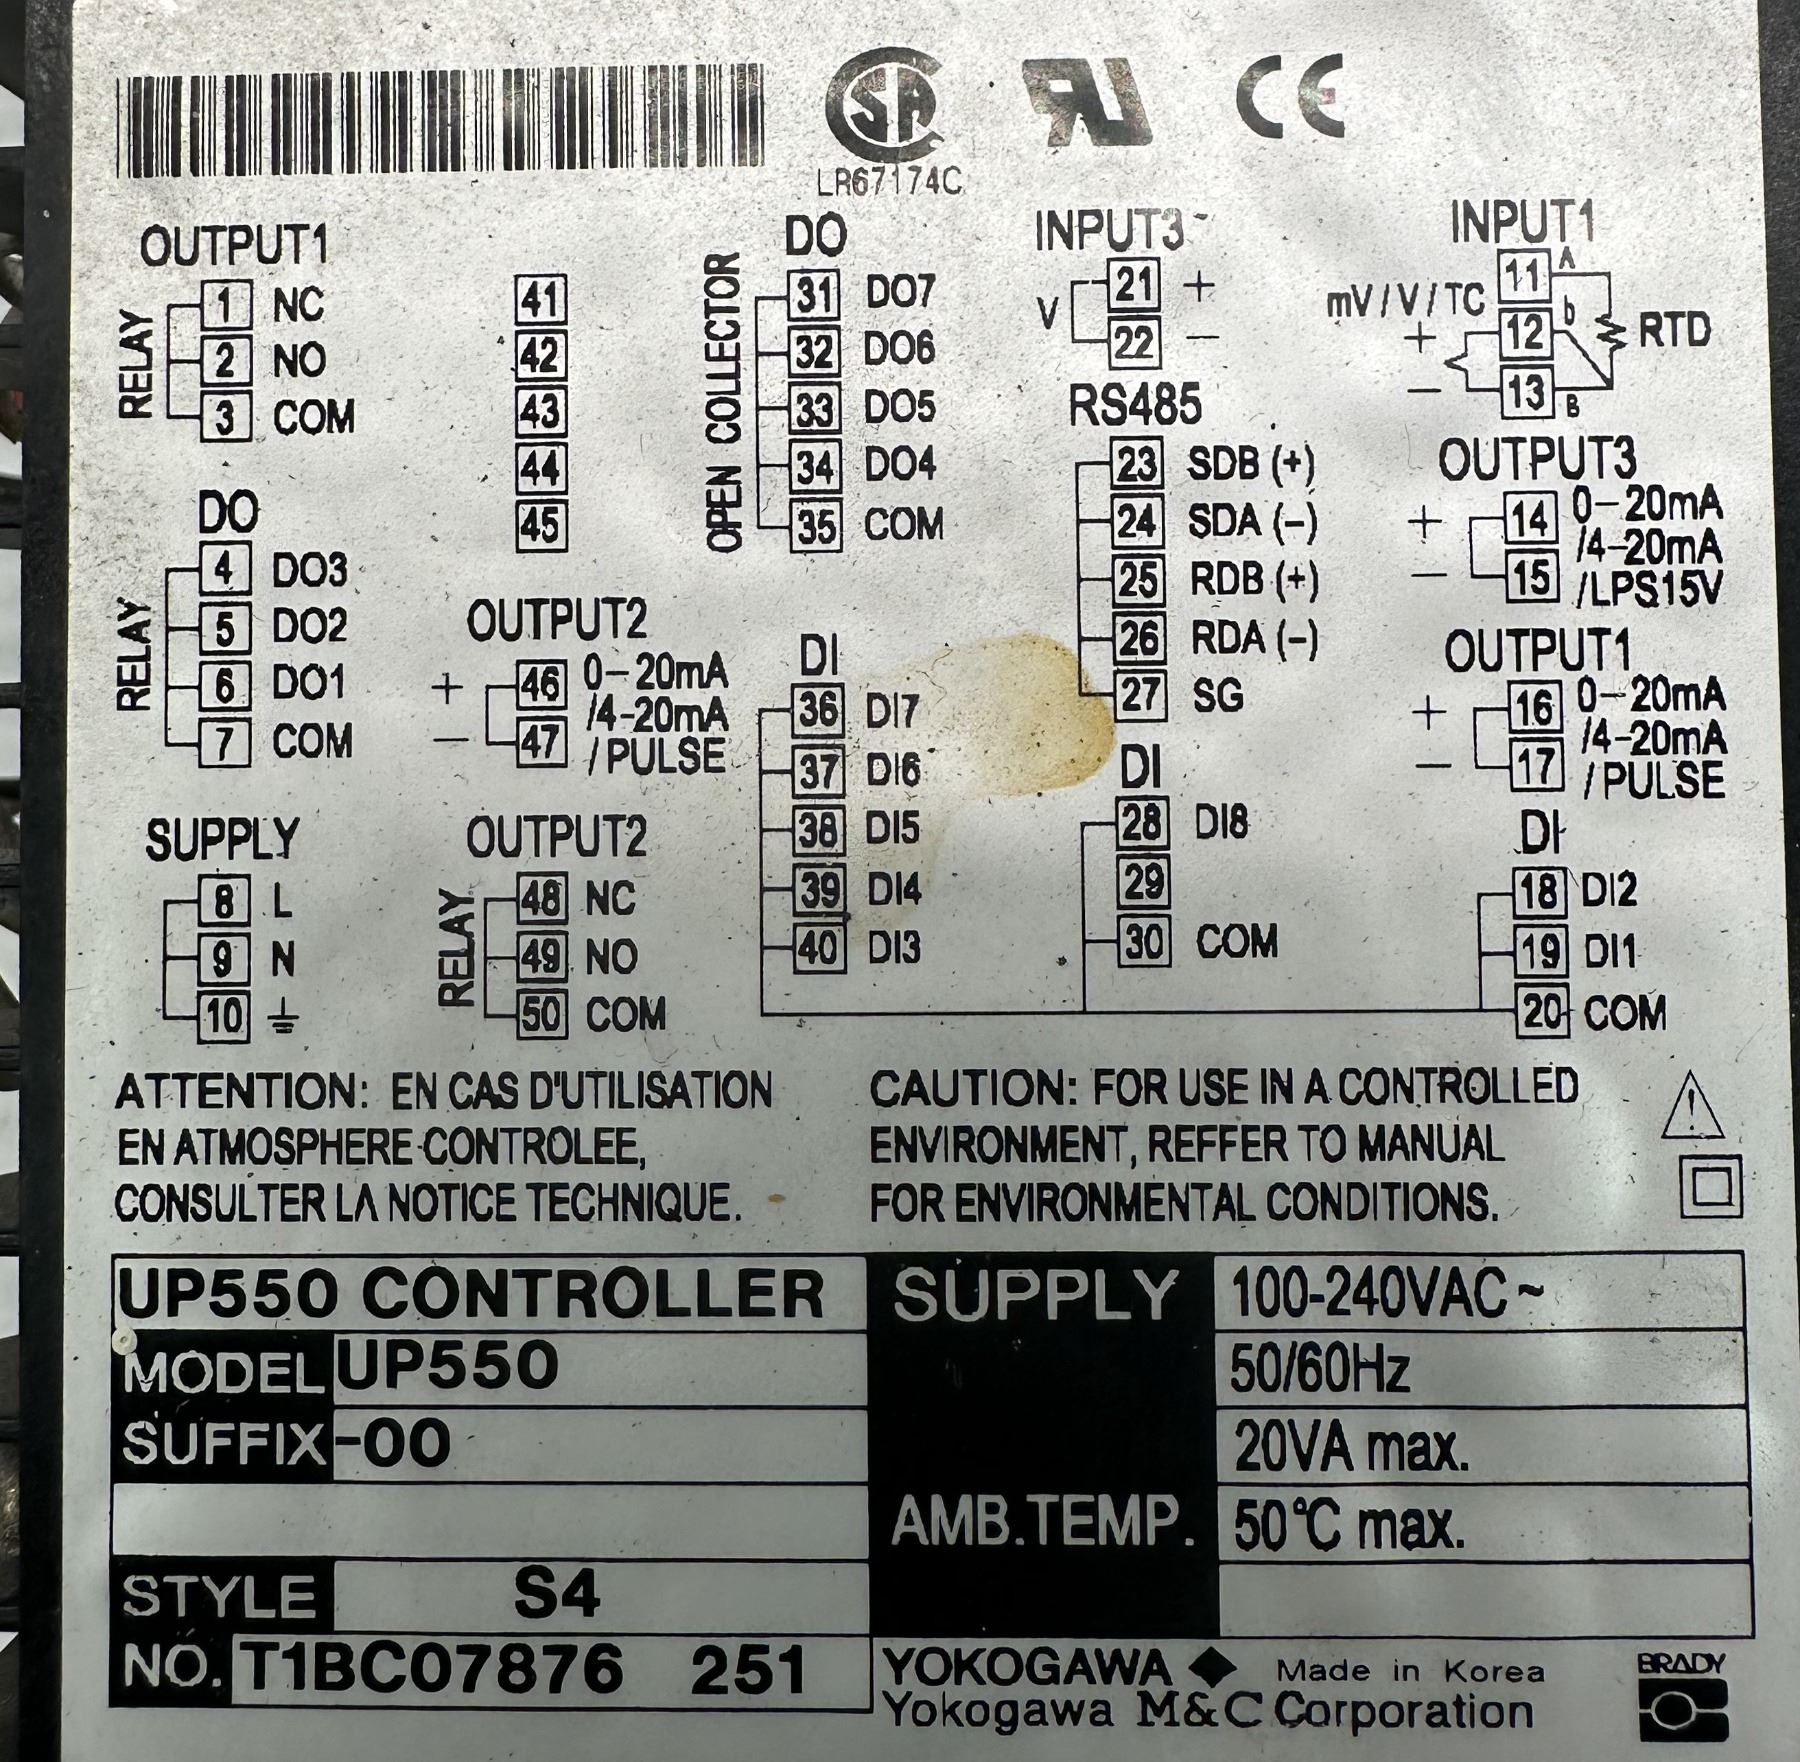 LR67174C
OUTPUT1
RELAY
1 NC
2 NO
3 COM
DO
RELAY
4 DO3
5 DO2
6 DO1
7 COM
SUPPLY
8 L
9 N
10
41
42
43
44
45
OUTPUT2
+ 46 0-20mA
/4-20mA
- 47 /PULSE
OUTPUT2
RELAY
48 NC
49 NO
50 COM
DO
OPEN COLLECTOR
31 DO7
32 DO6
33 DO5
34 DO4
35 COM
DI
36 DI7
37 DI6
38 DI5
39 DI4
40 DI3
INPUT3
V
21 +
22 -
RS485
23 SDB (+)
24 SDA (-)
25 RDB (+)
26 RDA (-)
27 SG
DI
28 DI8
29
30 COM
INPUT1
mV/V/TC
11 A
+ 12 b
- 13 B
RTD
OUTPUT3
+ 14 0-20mA
/4-20mA
- 15 /LPS15V
OUTPUT1
+ 16 0-20mA
/4-20mA
- 17 /PULSE
DI
18 DI2
19 DI1
20 COM
ATTENTION: EN CAS D'UTILISATION
EN ATMOSPHERE CONTROLEE,
CONSULTER LA NOTICE TECHNIQUE.
CAUTION: FOR USE IN A CONTROLLED
ENVIRONMENT, REFFER TO MANUAL
FOR ENVIRONMENTAL CONDITIONS.
UP550 CONTROLLER
MODEL UP550
SUFFIX -00
STYLE S4
NO. T1BC07876 251
SUPPLY 100-240VAC~
50/60Hz
20VA max.
AMB.TEMP. 50°C max.
YOKOGAWA Made in Korea
Yokogawa M&C Corporation
BRADY